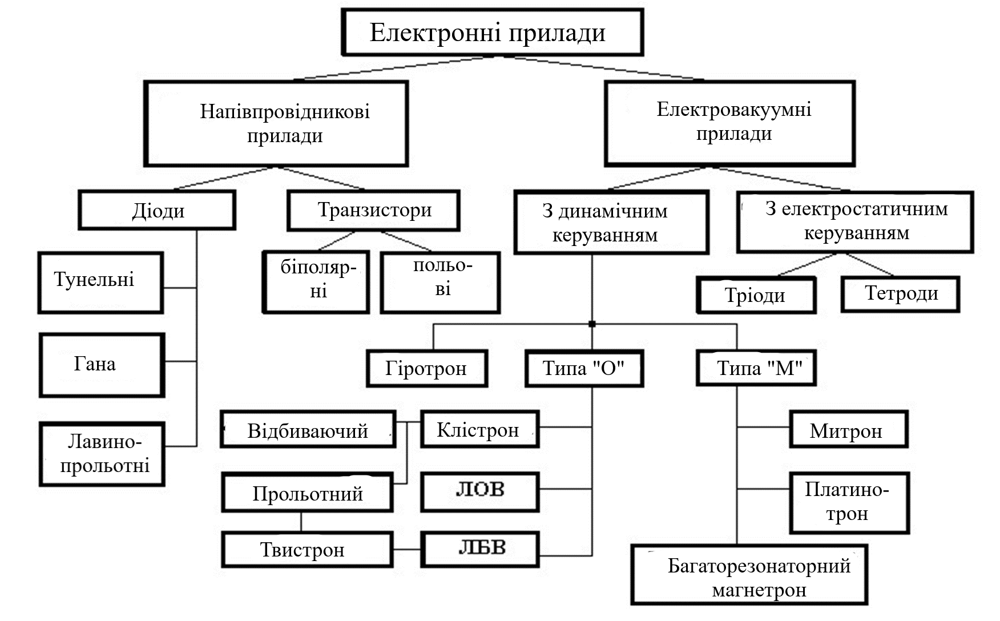 Електронні прилади
Напівпровідникові
прилади
Електровакуумні
прилади
Діоди
Транзистори
З динамічним
керуванням
З електростатичним
керуванням
Тунельні
біполяр-
ні
польо-
ві
Тріоди
Тетроди
Гана
Гіротрон
Типа "О"
Типа "М"
Лавино-
прольотні
Відбиваючий
Клістрон
Митрон
Прольотний
ЛОВ
Платино-
трон
Твистрон
ЛБВ
Багаторезонаторний
магнетрон